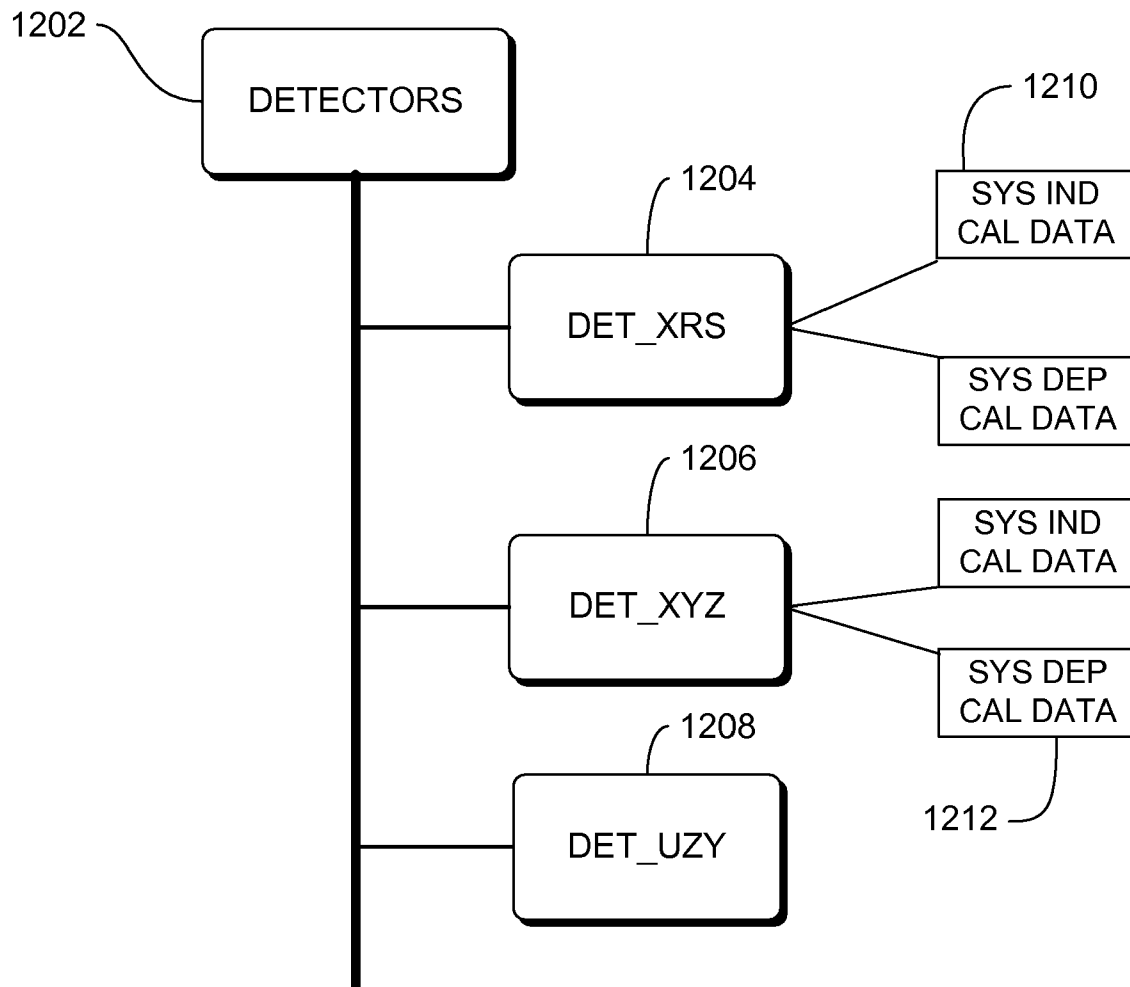 1202
DETECTORS
1210
1204
SYS IND
CAL DATA
DET_XRS
SYS DEP
CAL DATA
1206
SYS IND
CAL DATA
DET_XYZ
SYS DEP
CAL DATA
1208
1212
DET_UZY